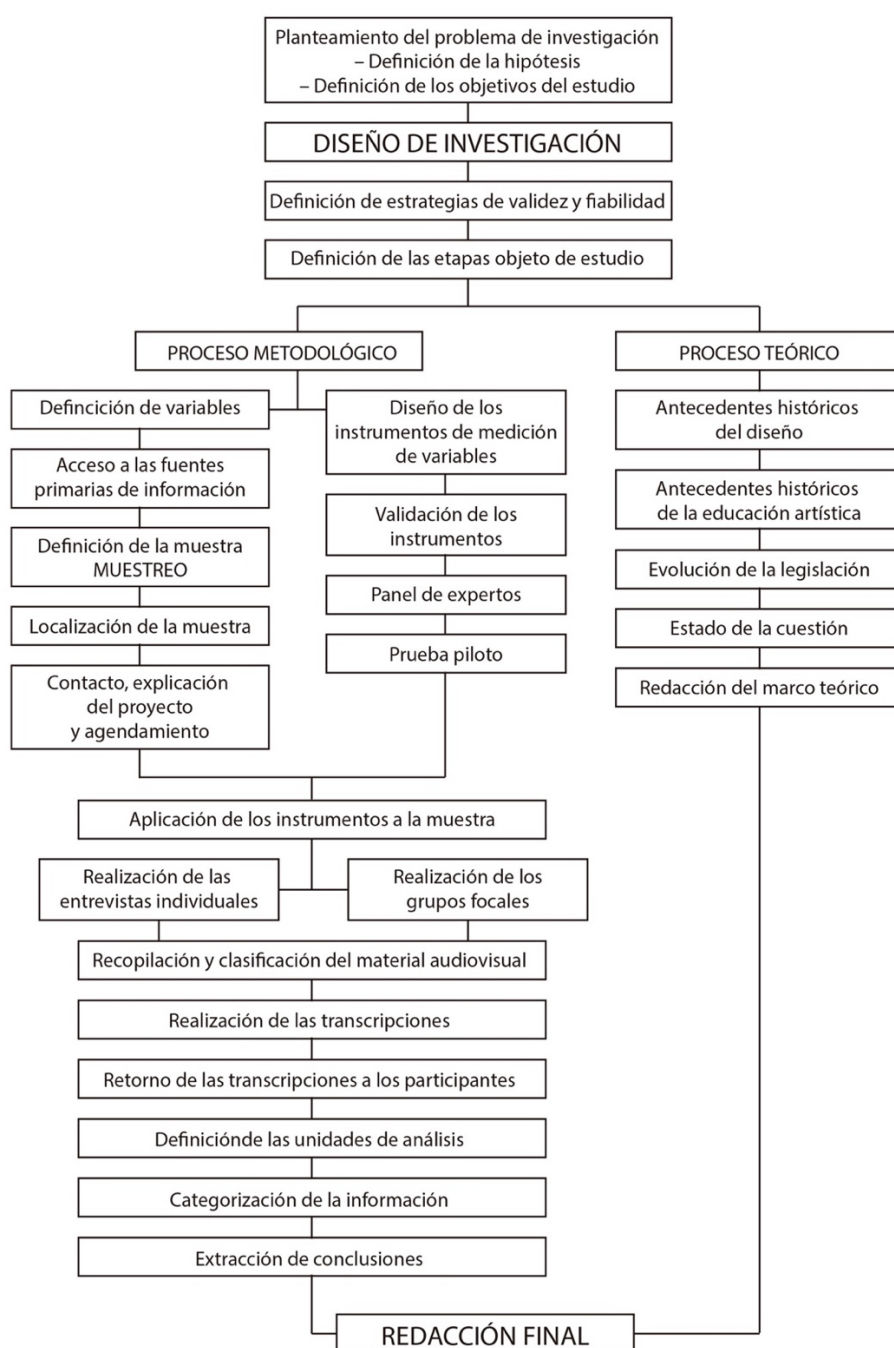 Planteamiento del problema de investigación
– Definición de la hipótesis
– Definición de los objetivos del estudio
DISEÑO DE INVESTIGACIÓN
Definición de estrategias de validez y fiabilidad
Definición de las etapas objeto de estudio
PROCESO METODOLÓGICO
Defincición de variables
Acceso a las fuentes
primarias de información
Definición de la muestra
MUESTREO
Localización de la muestra
Contacto, explicación
del proyecto
y agendamiento
Diseño de los
instrumentos de medición
de variables
Validación de los
instrumentos
Panel de expertos
Prueba piloto
PROCESO TEÓRICO
Antecedentes históricos
del diseño
Antecedentes históricos
de la educación artística
Evolución de la legislación
Estado de la cuestión
Redacción del marco teórico
Aplicación de los instrumentos a la muestra
Realización de las
entrevistas individuales
Realización de los
grupos focales
Recopilación y clasificación del material audiovisual
Realización de las transcripciones
Retorno de las transcripciones a los participantes
Definiciónde las unidades de análisis
Categorización de la información
Extracción de conclusiones
REDACCIÓN FINAL